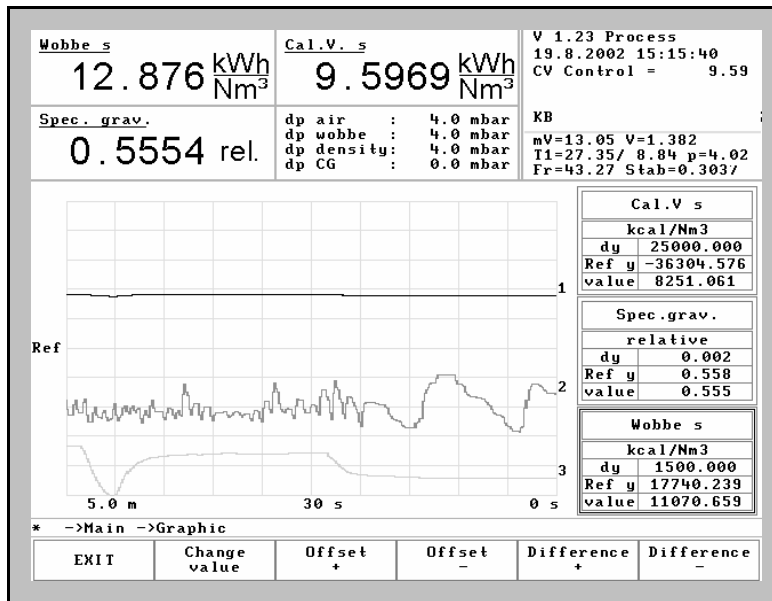 Wobbe s
12.876 kWh/Nm³
Cal.V. s
9.5969 kWh/Nm³
V 1.23 Process
19.8.2002 15:15:40
CV Control = 9.59
KB
Spec. grav.
0.5554 rel.
dp air : 4.0 mbar
dp wobbe : 4.0 mbar
dp density: 4.0 mbar
dp CG : 0.0 mbar
mV=13.05 V=1.382
T1=27.35/ 8.84 p=4.02
Fr=43.27 Stab=0.3037
Ref
1
2
3
5.0 m
30 s
0 s
Cal.V s
kcal/Nm3
dy 25000.000
Ref y -36304.576
value 8251.061
Spec.grav.
relative
dy 0.002
Ref y 0.558
value 0.555
Wobbe s
kcal/Nm3
dy 1500.000
Ref y 17740.239
value 11070.659
* ->Main ->Graphic
EXIT
Change
value
Offset
+
Offset
-
Difference
+
Difference
-